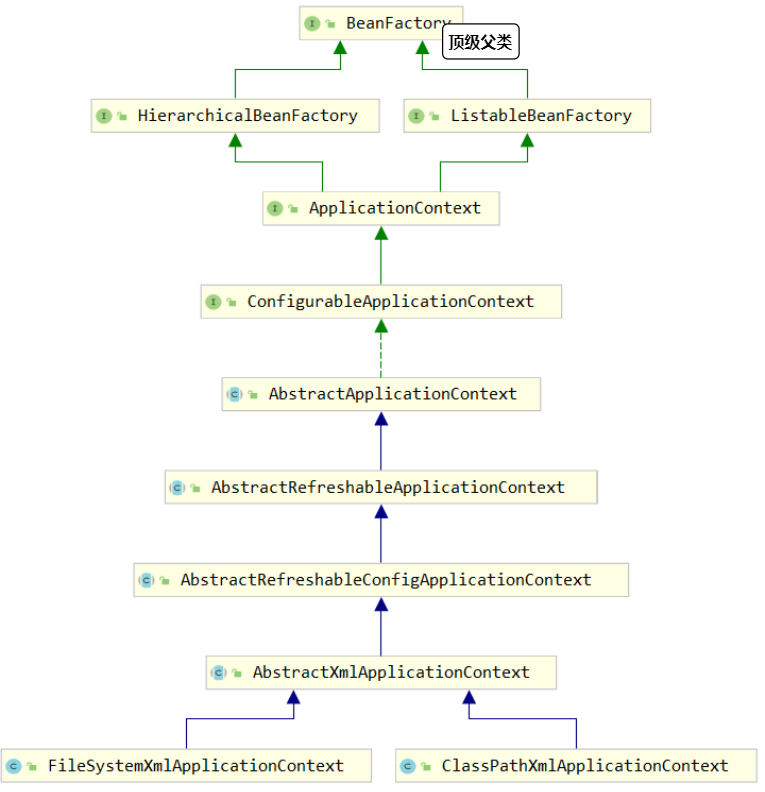 BeanFactory
顶级父类
HierarchicalBeanFactory
ListableBeanFactory
ApplicationContext
ConfigurableApplicationContext
AbstractApplicationContext
AbstractRefreshableApplicationContext
AbstractRefreshableConfigApplicationContext
AbstractXmlApplicationContext
FileSystemXmlApplicationContext
ClassPathXmlApplicationContext